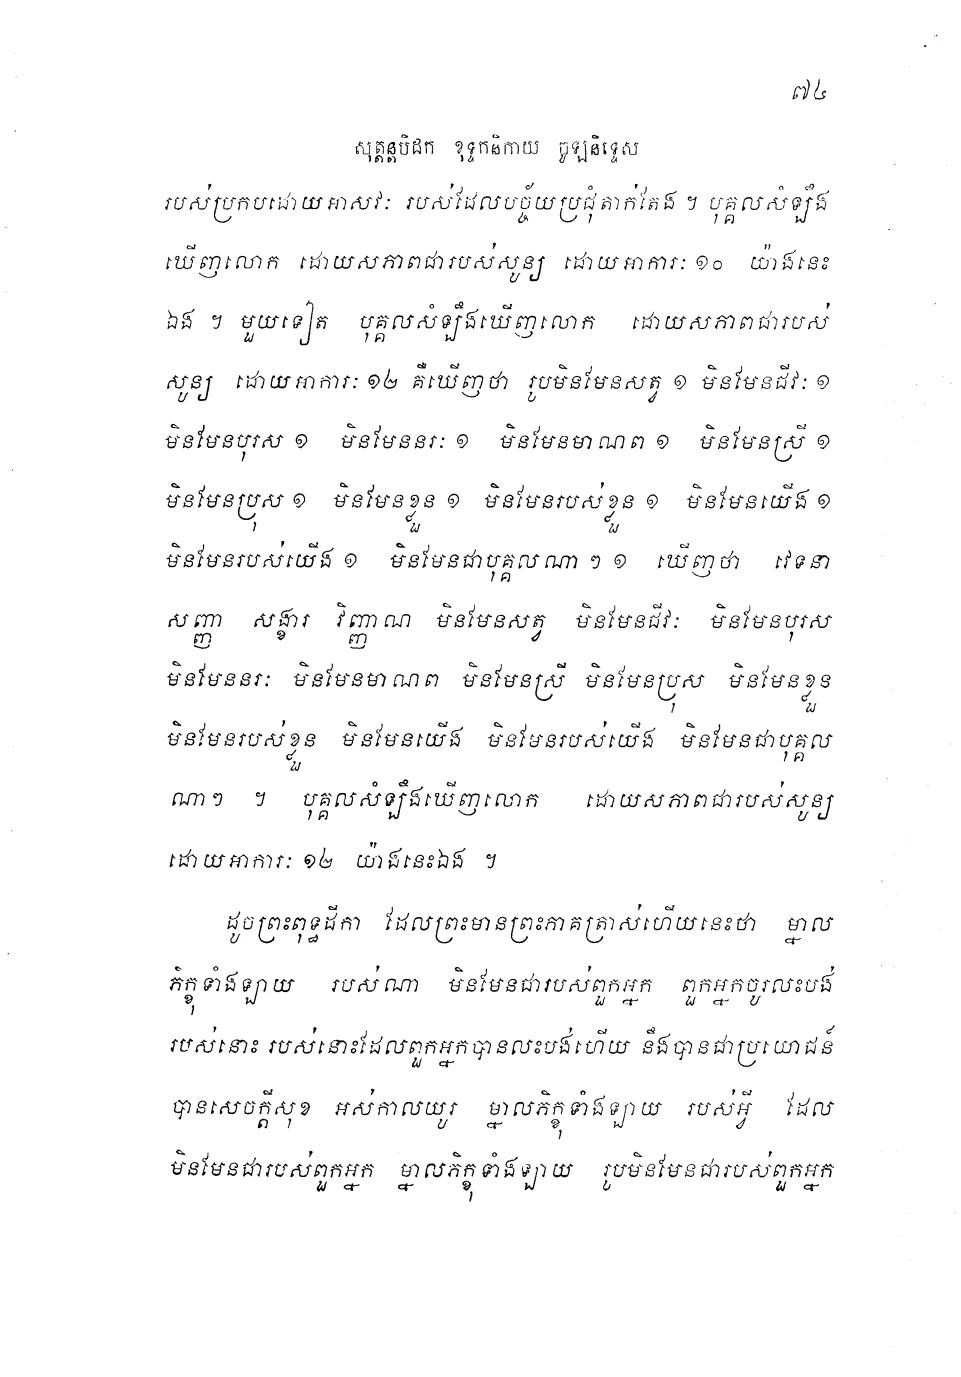 ៧៤
សុត្តន្តបិដក ខុទ្ទកនិកាយ ចូឡនិទ្ទេស
របស់ប្រកបដោយអាសវៈ របស់ដែលបច្ច័យប្រជុំតាក់តែង ។ បុគ្គលសំឡឹង
ឃើញលោក ដោយសភាពជារបស់សូន្យ ដោយអាការៈ ១០ យ៉ាងនេះ
ឯង ។ មួយទៀត បុគ្គលសំឡឹងឃើញលោក ដោយសភាពជារបស់
សូន្យ ដោយអាការៈ ១២ គឺឃើញថា រូបមិនមែនសត្វ ១ មិនមែនជីវៈ ១
មិនមែនបុរស ១ មិនមែននរៈ ១ មិនមែនមាណព ១ មិនមែនស្រី ១
មិនមែនប្រុស ១ មិនមែនខ្លួន ១ មិនមែនរបស់ខ្លួន ១ មិនមែនយើង ១
មិនមែនរបស់យើង ១ មិនមែនជាបុគ្គលណា ៗ ១ ឃើញថា វេទនា
សញ្ញា សង្ខារ វិញ្ញាណ មិនមែនសត្វ មិនមែនជីវៈ មិនមែនបុរស
មិនមែននរៈ មិនមែនមាណព មិនមែនស្រី មិនមែនប្រុស មិនមែនខ្លួន
មិនមែនរបស់ខ្លួន មិនមែនយើង មិនមែនរបស់យើង មិនមែនជាបុគ្គល
ណាៗ ។ បុគ្គលសំឡឹងឃើញលោក ដោយសភាពជារបស់សូន្យ
ដោយអាការៈ ១២ យ៉ាងនេះឯង ។
ដូចព្រះពុទ្ធដីកា ដែលព្រះមានព្រះភាគត្រាស់ហើយនេះថា ម្នាល
ភិក្ខុទាំងឡាយ របស់ណា មិនមែនជារបស់ពួកអ្នក ពួកអ្នកចូរលះបង់
របស់នោះ របស់នោះដែលពួកអ្នកបានលះបង់ហើយ នឹងបានជាប្រយោជន៍
បានសេចក្តីសុខ អស់កាលយូរ ម្នាលភិក្ខុទាំងឡាយ របស់អ្វី ដែល
មិនមែនជារបស់ពួកអ្នក ម្នាលភិក្ខុទាំងឡាយ រូបមិនមែនជារបស់ពួកអ្នក